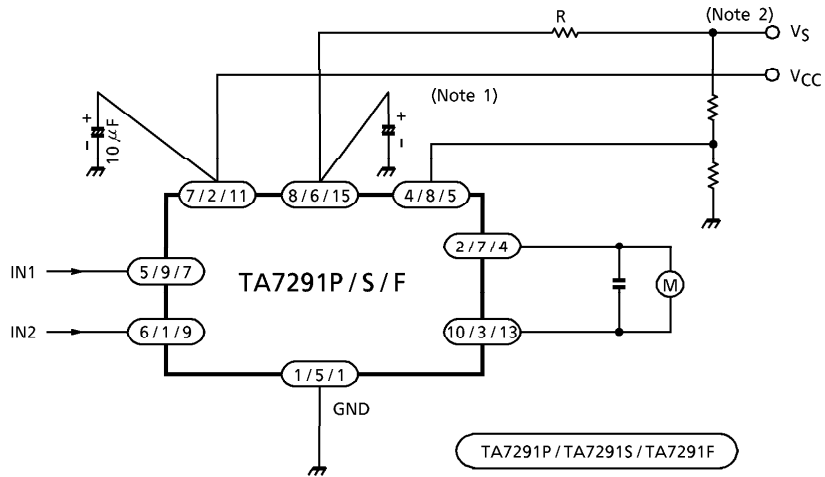 R
(Note 2)
VS
VCC
(Note 1)
+
-
10 μF
+
-
7 / 2 / 11
8 / 6 / 15
4 / 8 / 5
2 / 7 / 4
IN1
5 / 9 / 7
TA7291P / S / F
M
IN2
6 / 1 / 9
10 / 3 / 13
1 / 5 / 1
GND
TA7291P / TA7291S / TA7291F